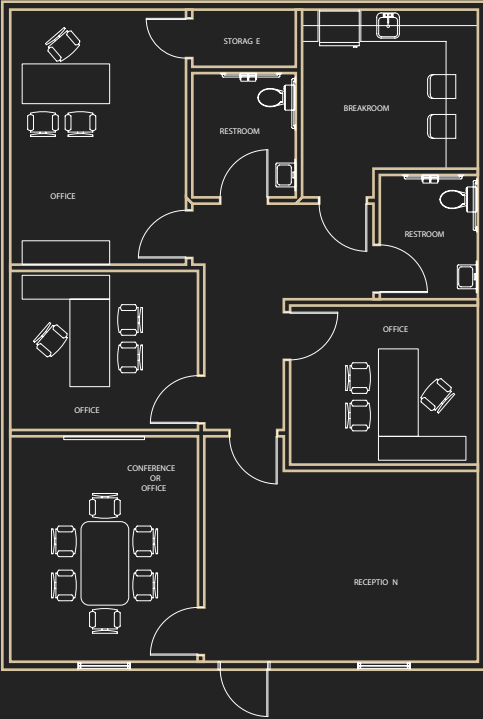 STORAG E
BREAKROOM
RESTROOM
OFFICE
RESTROOM
OFFICE
OFFICE
CONFERENCE
OR
OFFICE
RECEPTIO N